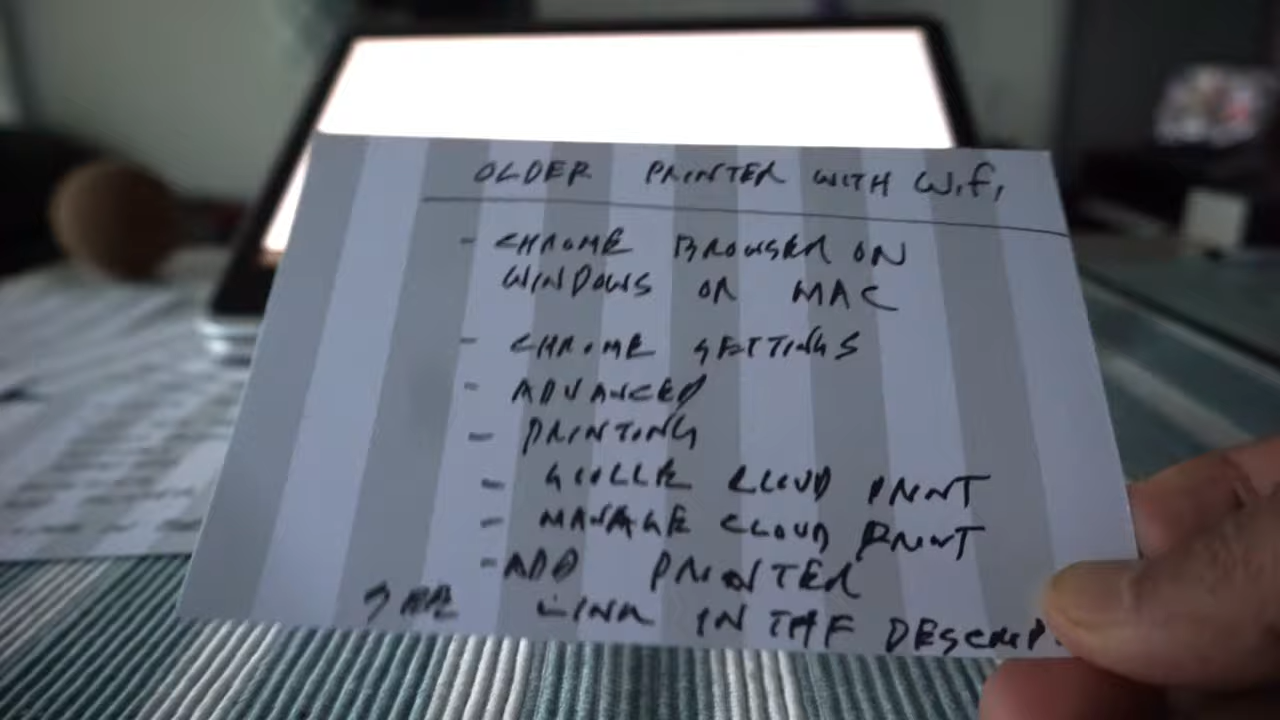 OLDER PRINTER WITH Wifi
- CHROME BROWSER ON
WINDOWS OR MAC
- CHROME SETTINGS
- ADVANCED
- PRINTING
- GOOGLE CLOUD PRINT
- MANAGE CLOUD PRINT
- ADD PRINTER
LINK IN THE DESCRIP